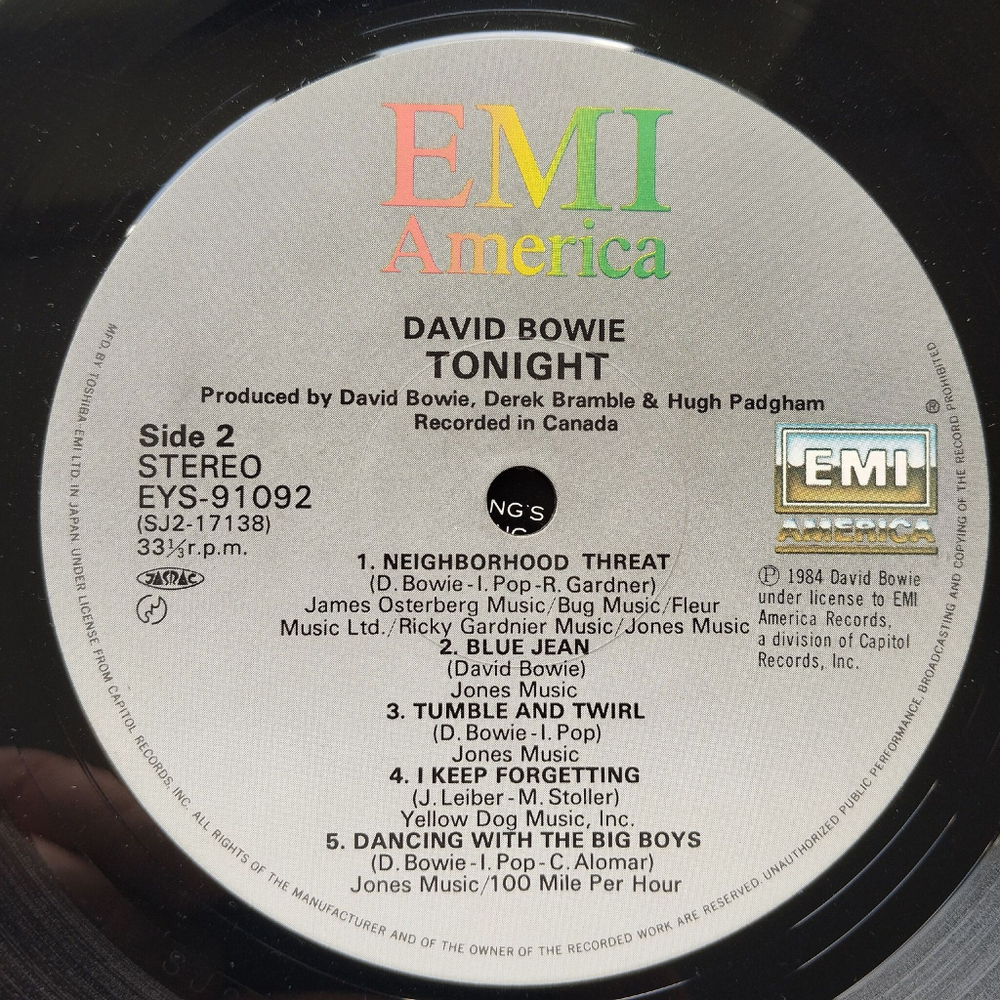 EMI
America
DAVID BOWIE
TONIGHT
Produced by David Bowie, Derek Bramble & Hugh Padgham
Recorded in Canada
Side 2
STEREO
EYS-91092
(SJ2-17138)
33⅓r.p.m.
JASRAC
NG'S
EMI
AMERICA
1. NEIGHBORHOOD THREAT
(D. Bowie-I. Pop-R. Gardner)
James Osterberg Music/Bug Music/Fleur
Music Ltd./Ricky Gardnier Music/Jones Music
2. BLUE JEAN
(David Bowie)
Jones Music
3. TUMBLE AND TWIRL
(D. Bowie-I. Pop)
Jones Music
4. I KEEP FORGETTING
(J. Leiber-M. Stoller)
Yellow Dog Music, Inc.
5. DANCING WITH THE BIG BOYS
(D. Bowie-I. Pop-C. Alomar)
Jones Music/100 Mile Per Hour
℗ 1984 David Bowie
under license to EMI
America Records,
a division of Capitol
Records, Inc.
MFD. BY TOSHIBA-EMI LTD. IN JAPAN UNDER LICENSE FROM CAPITOL RECORDS, INC. ALL RIGHTS OF THE MANUFACTURER AND OF THE OWNER OF THE RECORDED WORK ARE RESERVED. UNAUTHORIZED PUBLIC PERFORMANCE, BROADCASTING AND COPYING OF THE RECORD PROHIBITED ®